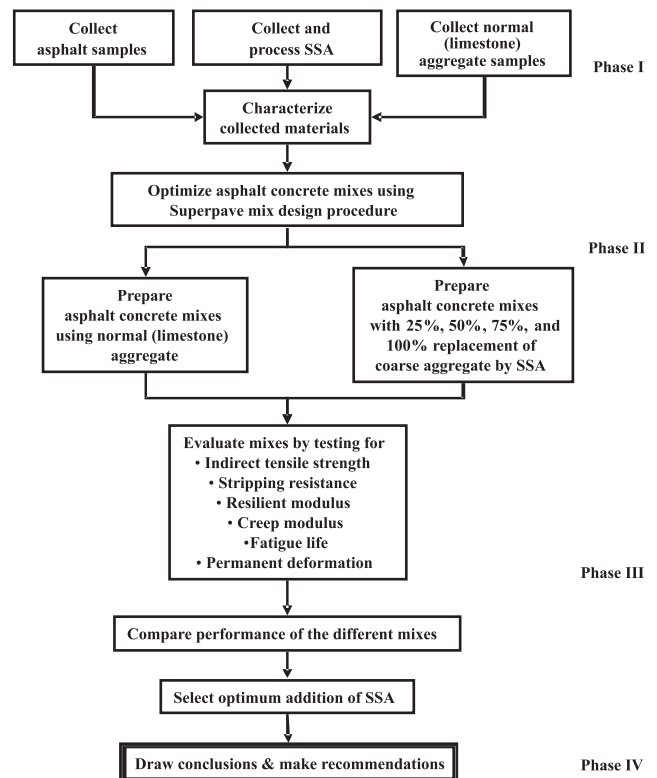 Collect
asphalt samples
Collect and
process SSA
Collect normal
(limestone)
aggregate samples
Phase I
Characterize
collected materials
Optimize asphalt concrete mixes using
Superpave mix design procedure
Phase II
Prepare
asphalt concrete mixes
using normal (limestone)
aggregate
Prepare
asphalt concrete mixes
with 25%, 50%, 75%, and
100% replacement of
coarse aggregate by SSA
Evaluate mixes by testing for
• Indirect tensile strength
• Stripping resistance
• Resilient modulus
• Creep modulus
•Fatigue life
• Permanent deformation
Phase III
Compare performance of the different mixes
Select optimum addition of SSA
Draw conclusions & make recommendations
Phase IV